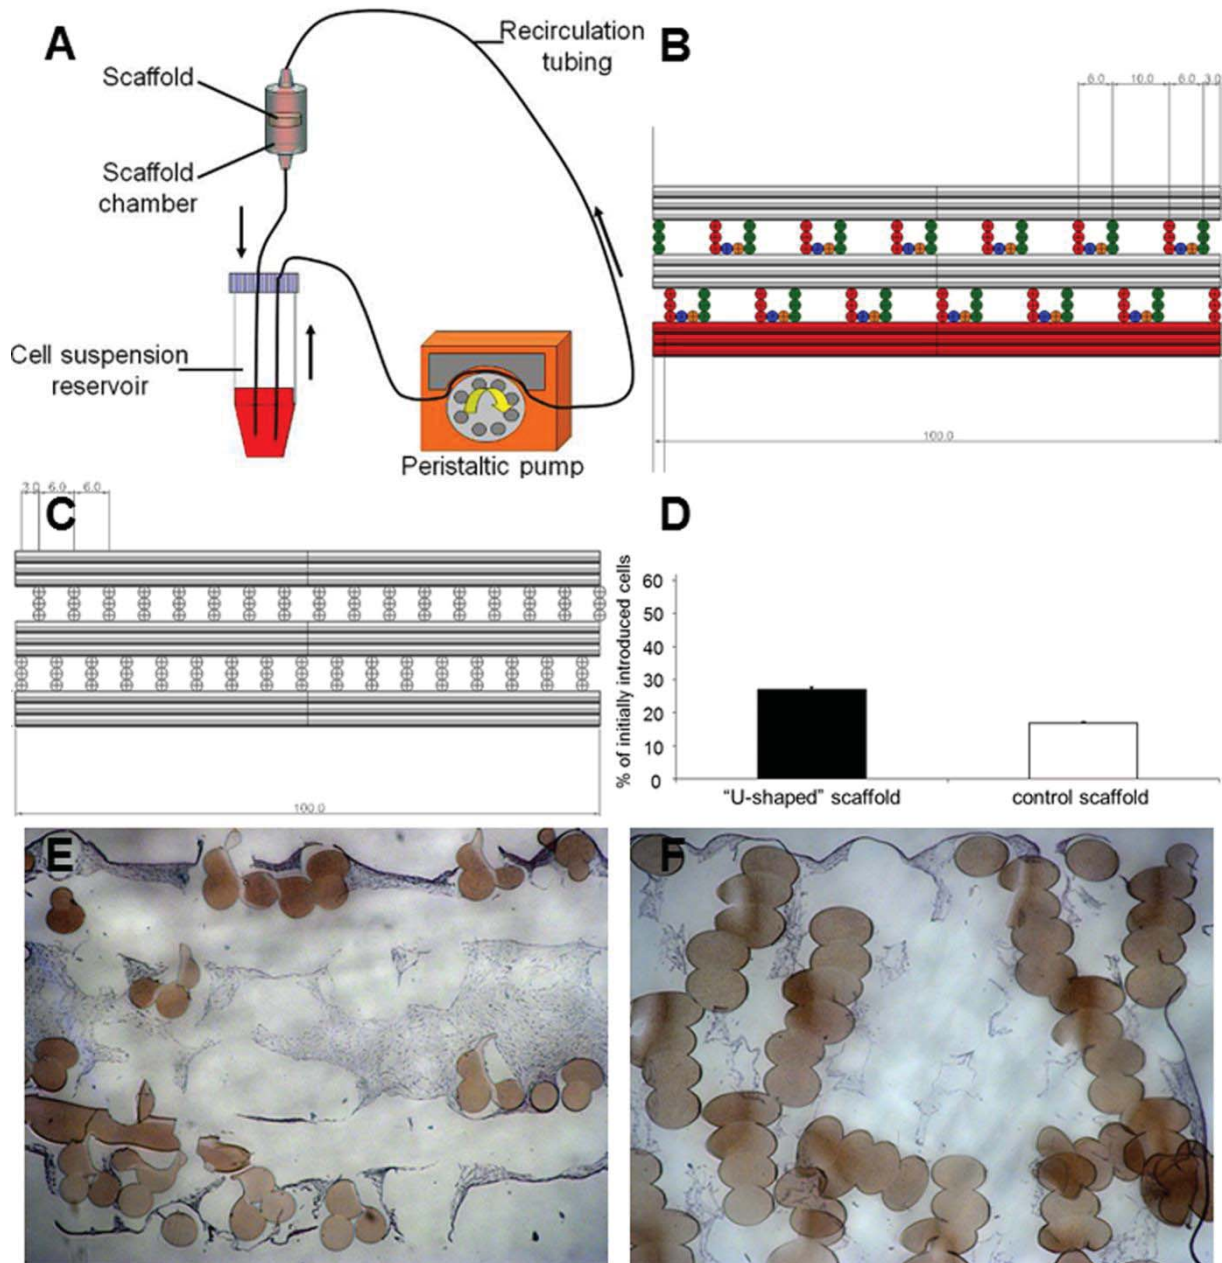 A
Recirculation
tubing
Scaffold
Scaffold
chamber
Cell suspension
reservoir
Peristaltic pump
B
6.0 10.0 6.0 3.0
100.0
C
3.0 6.0 6.0
100.0
D
% of initially introduced cells
60
50
40
30
20
10
0
“U-shaped” scaffold
control scaffold
E
F